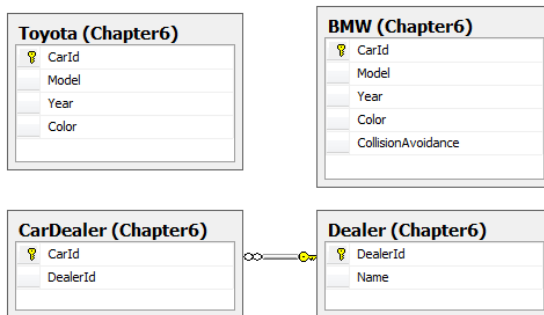 Toyota (Chapter6)
CarId
Model
Year
Color
BMW (Chapter6)
CarId
Model
Year
Color
CollisionAvoidance
CarDealer (Chapter6)
CarId
DealerId
Dealer (Chapter6)
DealerId
Name